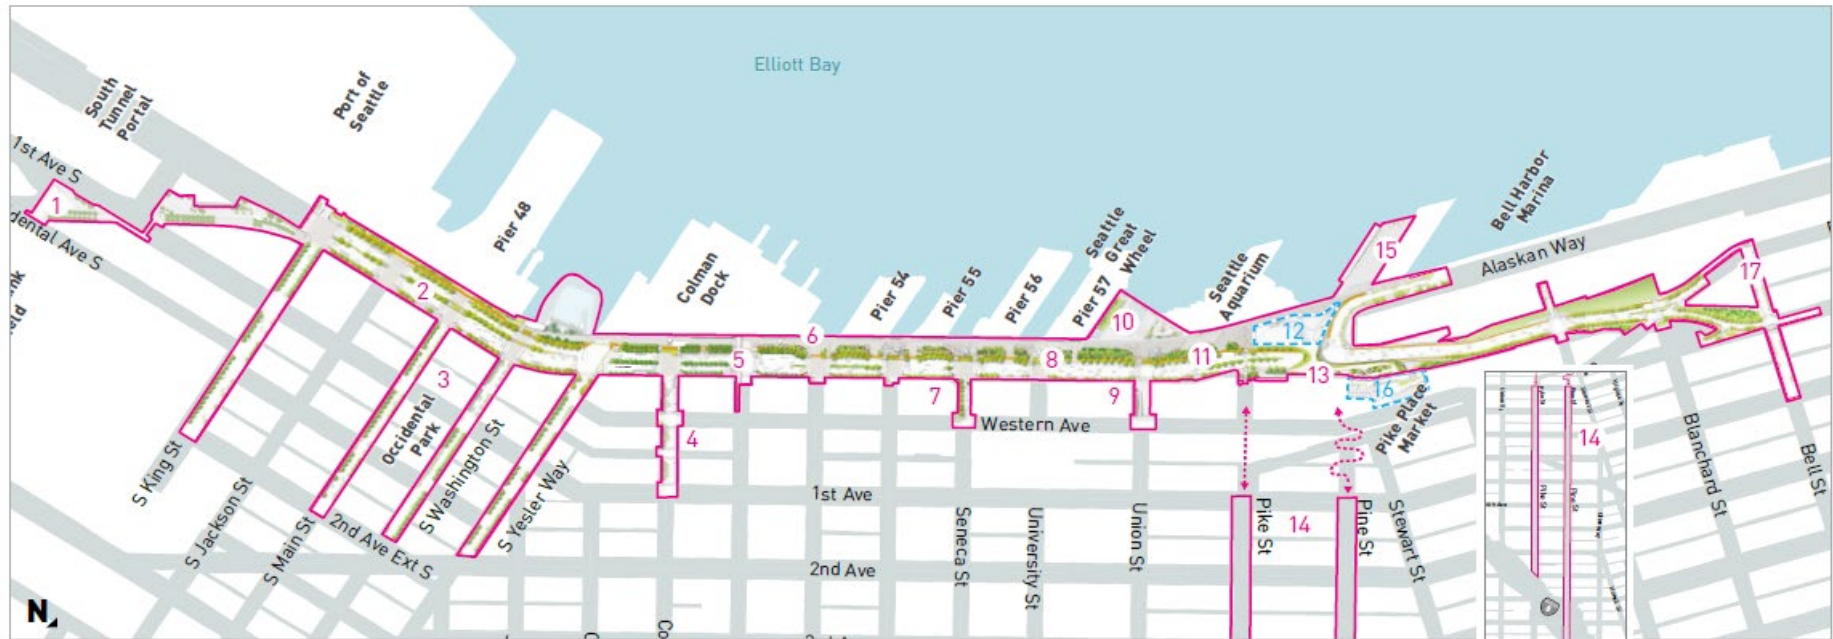 Elliott Bay
South
Tunnel
Portal
Port of
Seattle
1st Ave S
dental Ave S
Pier 48
Colman
Dock
Pier 54
Pier 55
Pier 56
Pier 57
Seattle
Great
Wheel
Seattle
Aquarium
Bell Harbor
Marina
Alaskan Way
1
2
3
4
5
6
7
8
9
10
11
12
13
14
15
16
17
Occidental
Park
Western Ave
Pike Place
Market
S King St
S Jackson St
S Main St
2nd Ave Ext S
S Washington St
S Yesler Way
1st Ave
2nd Ave
Seneca St
University St
Union St
Pike St
14
Pine St
Stewart St
Blanchard St
Bell St
Pike St
Pine St
N